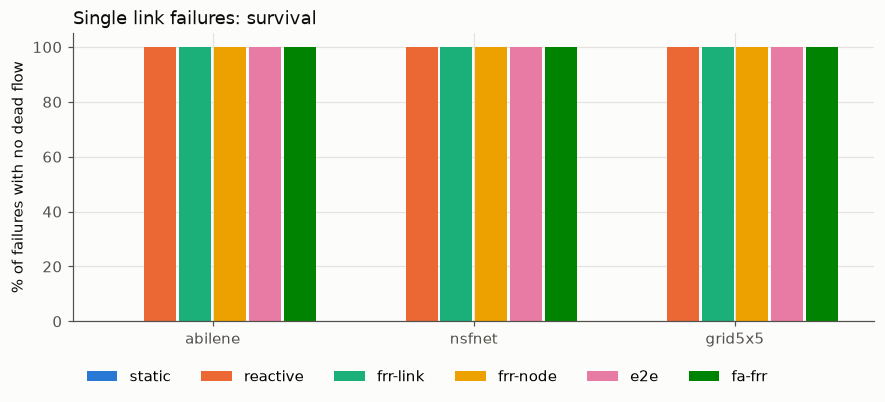 Single link failures: survival
% of failures with no dead flow
100
80
60
40
20
0
abilene nsfnet grid5x5
static reactive frr-link frr-node e2e fa-frr